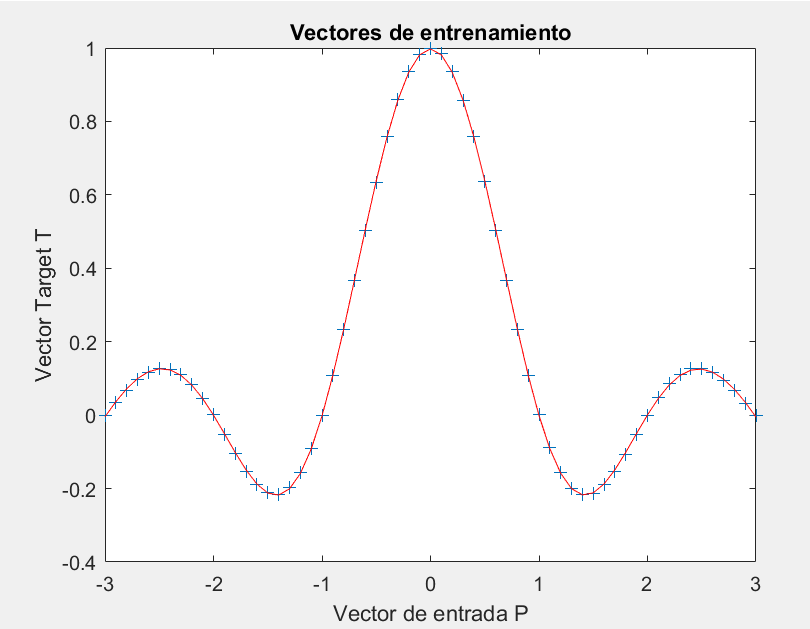 Vectores de entrenamiento
1
0.8
0.6
0.4
0.2
0
-0.2
-0.4
Vector Target T
-3 -2 -1 0 1 2 3
Vector de entrada P